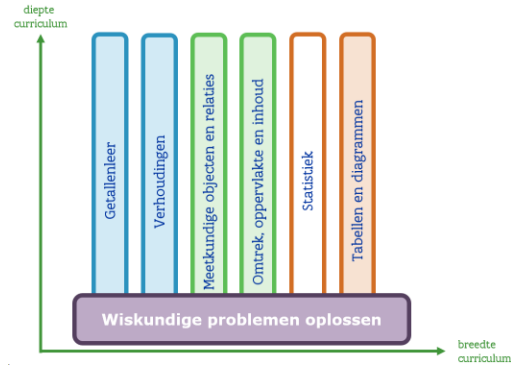 diepte
curriculum
Getallenleer
Verhoudingen
Meetkundige objecten en relaties
Omtrek, oppervlakte en inhoud
Statistiek
Tabellen en diagrammen
Wiskundige problemen oplossen
breedte
curriculum